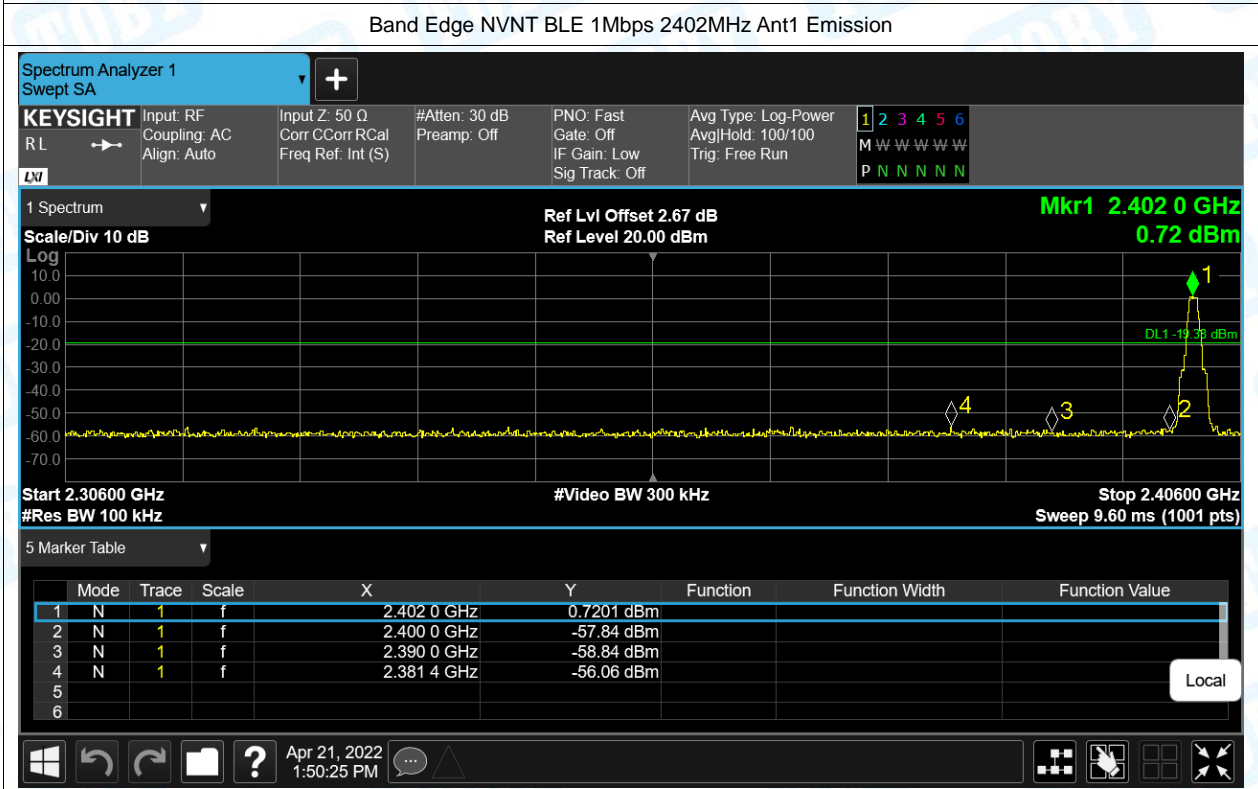 Band Edge NVNT BLE 1Mbps 2402MHz Ant1 Emission
Spectrum Analyzer 1
Swept SA
KEYSIGHT
R L
LXI
Input: RF
Coupling: AC
Align: Auto
Input Z: 50 Ω
Corr CCorr RCal
Freq Ref: Int (S)
#Atten: 30 dB
Preamp: Off
PNO: Fast
Gate: Off
IF Gain: Low
Sig Track: Off
Avg Type: Log-Power
Avg|Hold: 100/100
Trig: Free Run
1 2 3 4 5 6
M W W W W W W
P N N N N N N
1 Spectrum
Scale/Div 10 dB
Ref Lvl Offset 2.67 dB
Ref Level 20.00 dBm
Mkr1 2.402 0 GHz
0.72 dBm
Log
10.0
0.00
-10.0
-20.0
-30.0
-40.0
-50.0
-60.0
-70.0
1
DL1 -19.33 dBm
4
3
2
Start 2.30600 GHz
#Video BW 300 kHz
Stop 2.40600 GHz
#Res BW 100 kHz
Sweep 9.60 ms (1001 pts)
5 Marker Table
Mode Trace Scale X Y Function Function Width Function Value
1 N 1 f 2.402 0 GHz 0.7201 dBm
2 N 1 f 2.400 0 GHz -57.84 dBm
3 N 1 f 2.390 0 GHz -58.84 dBm
4 N 1 f 2.381 4 GHz -56.06 dBm
5
6
Local
?
Apr 21, 2022
1:50:25 PM